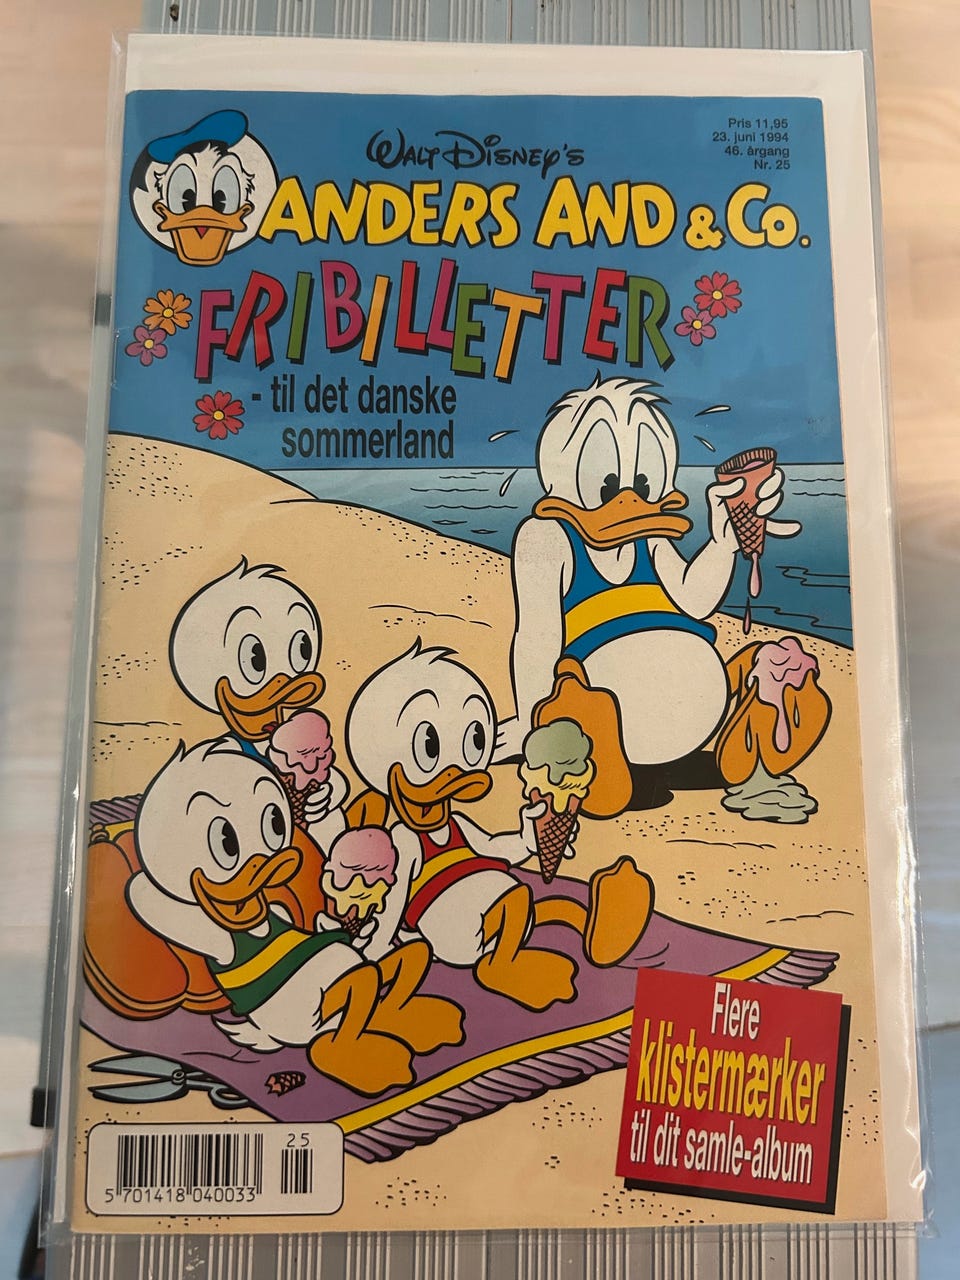 Pris 11,95
23. juni 1994
46. årgang
Nr. 25
WALT DISNEY'S
ANDERS AND & Co.
FRIBILLETTER
- til det danske
sommerland
Flere
klistermærker
til dit samle-album
25
5 701418 040033